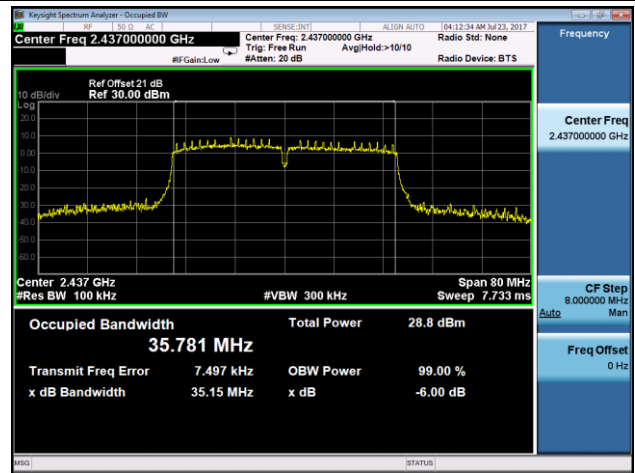 Keysight Spectrum Analyzer - Occupied BW
LXI RF 50 Ω AC SENSE:INT ALIGN AUTO 04:12:34 AM Jul 23, 2017
Center Freq 2.437000000 GHz
Center Freq: 2.437000000 GHz Radio Std: None
Trig: Free Run Avg|Hold:>10/10
#IFGain:Low #Atten: 20 dB Radio Device: BTS
Frequency
Ref Offset 21 dB
10 dB/div Ref 30.00 dBm
Log
20.0
10.0
0.00
-10.0
-20.0
-30.0
-40.0
-50.0
-60.0
Center 2.437 GHz Span 80 MHz
#Res BW 100 kHz #VBW 300 kHz Sweep 7.733 ms
Occupied Bandwidth Total Power 28.8 dBm
35.781 MHz
Transmit Freq Error 7.497 kHz OBW Power 99.00 %
x dB Bandwidth 35.15 MHz x dB -6.00 dB
Center Freq
2.437000000 GHz
CF Step
8.000000 MHz
Auto Man
Freq Offset
0 Hz
MSG STATUS